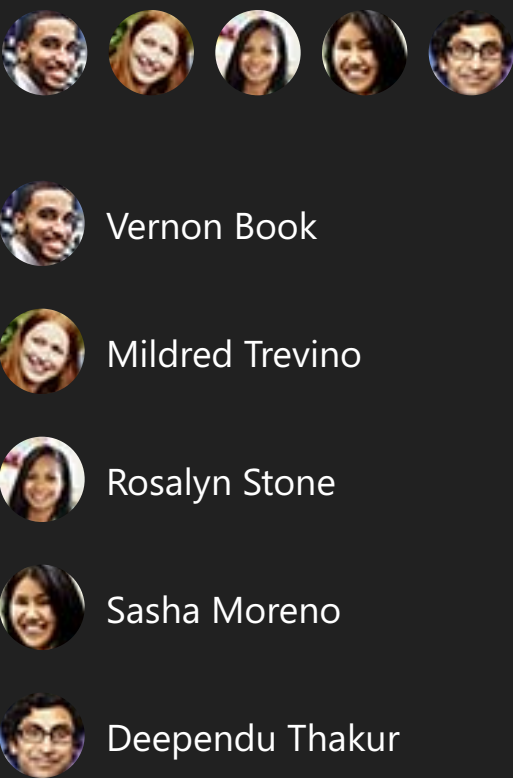 Vernon Book
Mildred Trevino
Rosalyn Stone
Sasha Moreno
Deependu Thakur